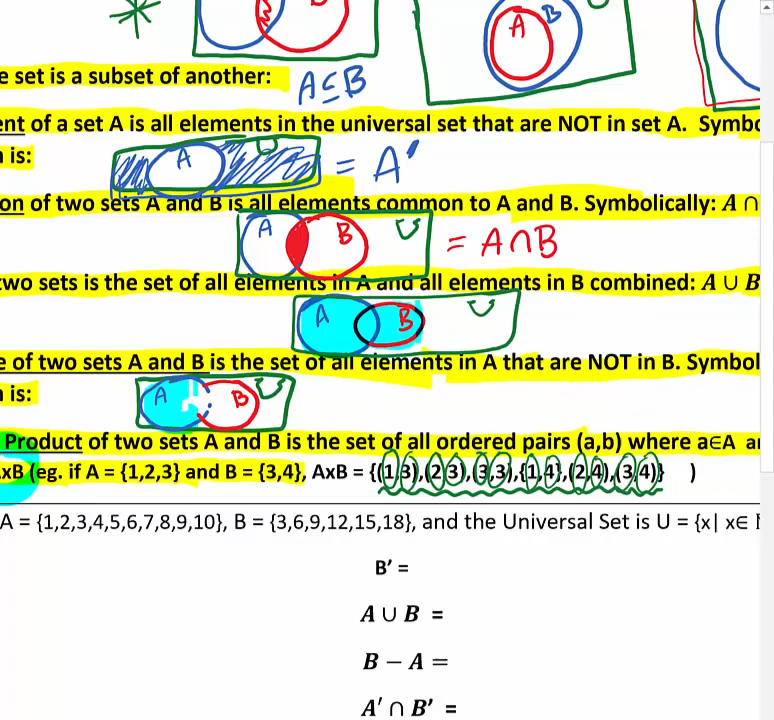 A B
e set is a subset of another: A⊆B
ent of a set A is all elements in the universal set that are NOT in set A. Symbo
n is: A U = A'
on of two sets A and B is all elements common to A and B. Symbolically: A ∩
A B U = A∩B
two sets is the set of all elements in A and all elements in B combined: A ∪ B
A B U
e of two sets A and B is the set of all elements in A that are NOT in B. Symbol
n is: A B U
Product of two sets A and B is the set of all ordered pairs (a,b) where a∈A a
AxB (eg. if A = {1,2,3} and B = {3,4}, AxB = {(1,3),(2,3),(3,3),{1,4},(2,4),(3,4)} )
A = {1,2,3,4,5,6,7,8,9,10}, B = {3,6,9,12,15,18}, and the Universal Set is U = {x| x∈
B' =
A ∪ B =
B − A =
A' ∩ B' =